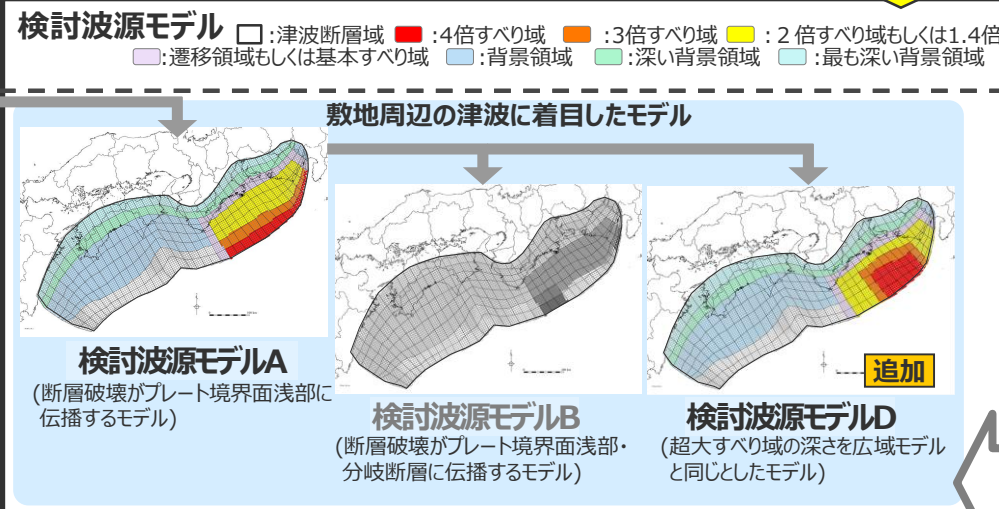 検討波源モデル □:津波断層域 ■:4倍すべり域 ■:3倍すべり域 ■:2倍すべり域もしくは1.4倍
:遷移領域もしくは基本すべり域 :背景領域 :深い背景領域 :最も深い背景領域
敷地周辺の津波に着目したモデル
検討波源モデルA
(断層破壊がプレート境界面浅部に
伝播するモデル)
検討波源モデルB
(断層破壊がプレート境界面浅部・
分岐断層に伝播するモデル)
追加
検討波源モデルD
(超大すべり域の深さを広域モデル
と同じとしたモデル)